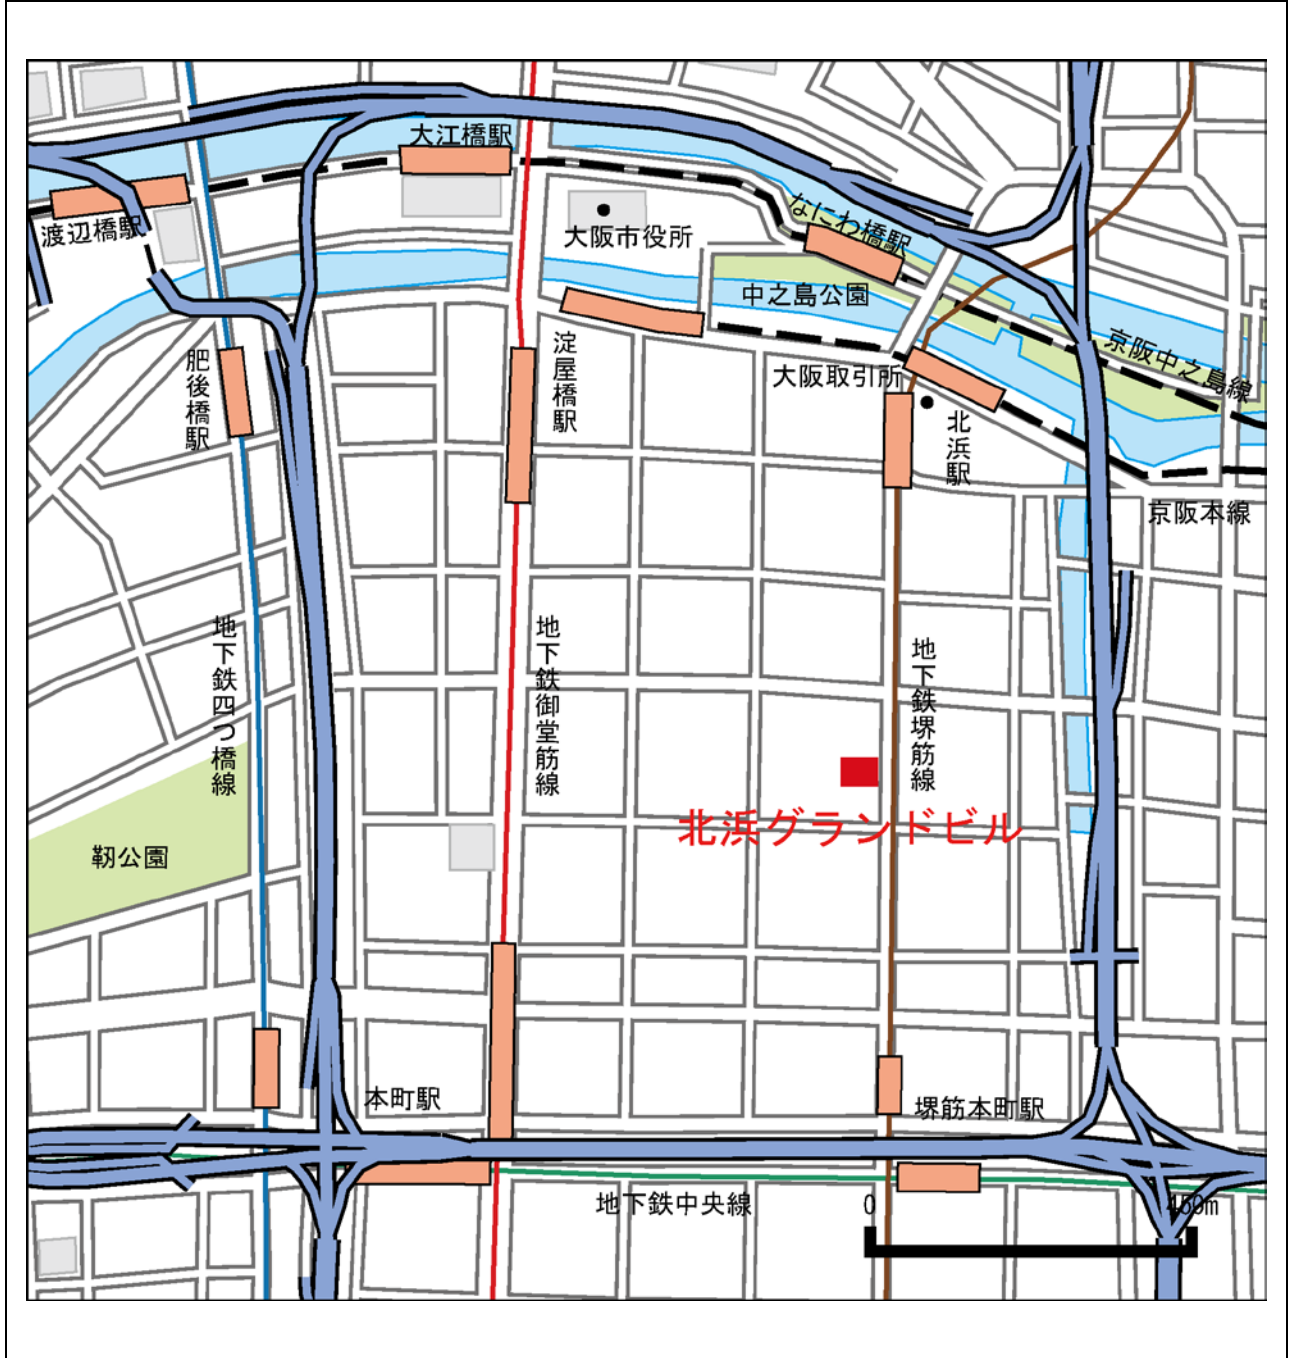 大江橋駅
渡辺橋駅
なにわ橋駅
大阪市役所
中之島公園
京阪中之島線
肥後橋駅
淀屋橋駅
大阪取引所
北浜駅
京阪本線
地下鉄四つ橋線
地下鉄御堂筋線
地下鉄堺筋線
北浜グランドビル
靭公園
本町駅
堺筋本町駅
地下鉄中央線
0
450m